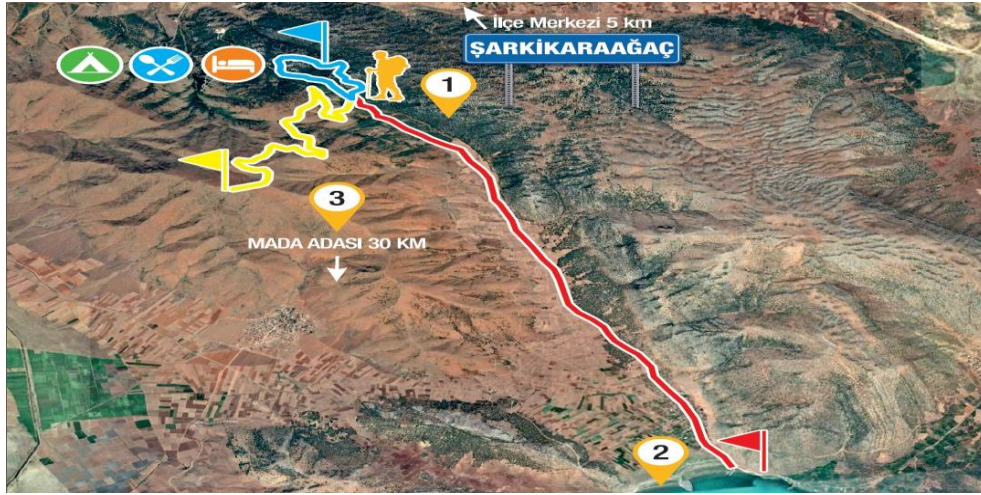 İlçe Merkezi 5 km
ŞARKİKARAAĞAÇ
1
3
MADA ADASI 30 KM
2